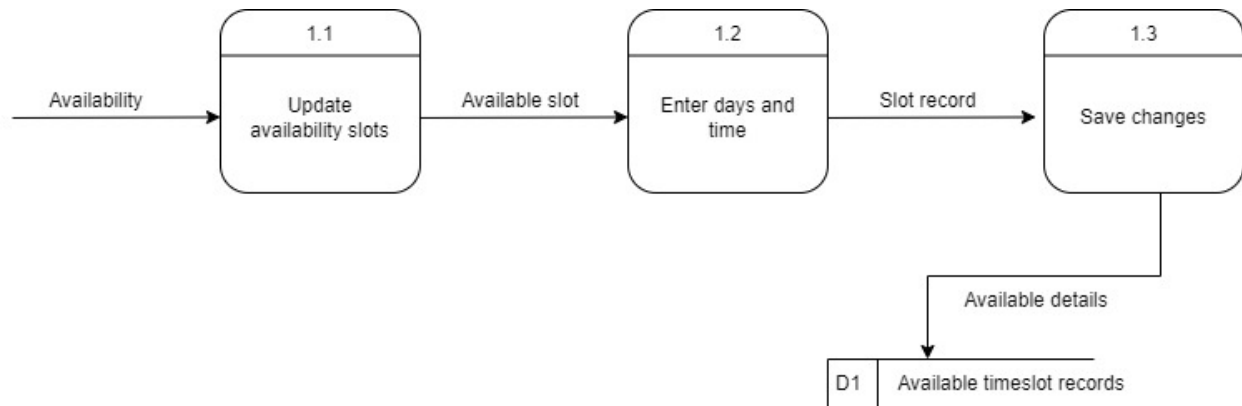 1.1
1.2
1.3
Availability
Update
availability slots
Available slot
Enter days and
time
Slot record
Save changes
Available details
D1
Available timeslot records